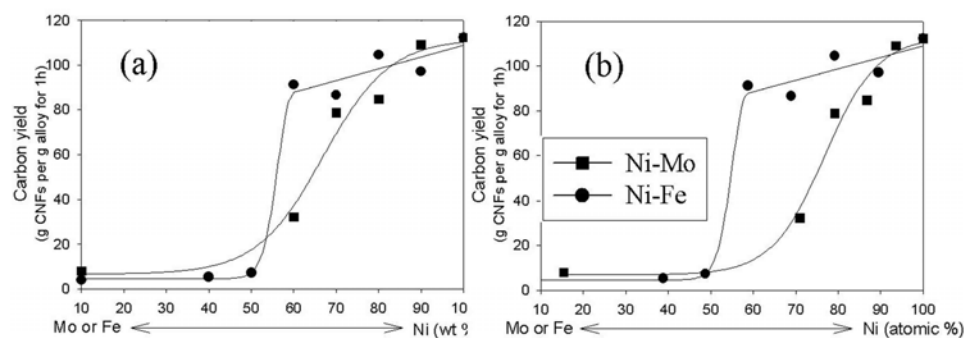 (a)
Carbon yield
(g CNFs per g alloy for 1h)
120
100
80
60
40
20
0
10 20 30 40 50 60 70 80 90 10
Mo or Fe Ni (wt %
(b)
Carbon yield
(g CNFs per g alloy for 1h)
120
100
80
60
40
20
0
Ni-Mo
Ni-Fe
10 20 30 40 50 60 70 80 90 100
Mo or Fe Ni (atomic %)